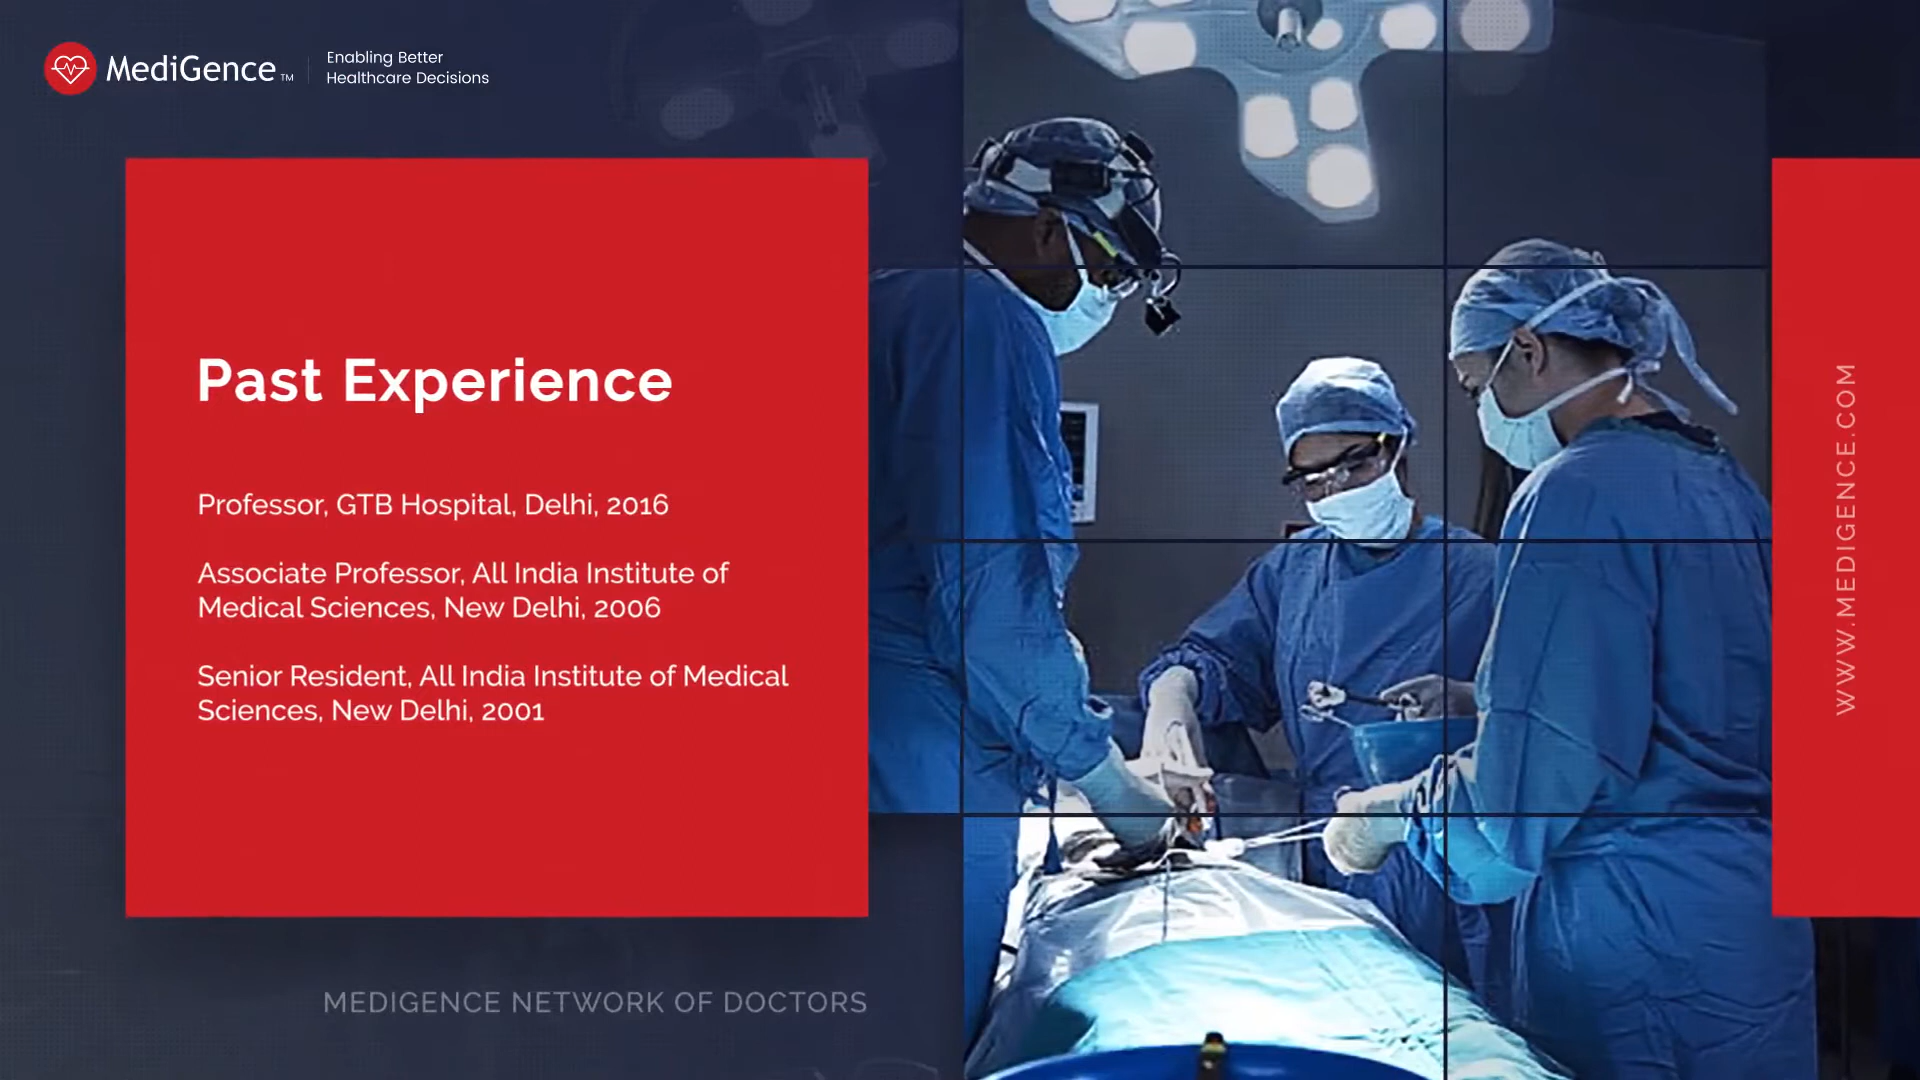 MediGence TM
Enabling Better
Healthcare Decisions
Past Experience
Professor, GTB Hospital, Delhi, 2016
Associate Professor, All India Institute of
Medical Sciences, New Delhi, 2006
Senior Resident, All India Institute of Medical
Sciences, New Delhi, 2001
WWW.MEDIGENCE.COM
MEDIGENCE NETWORK OF DOCTORS